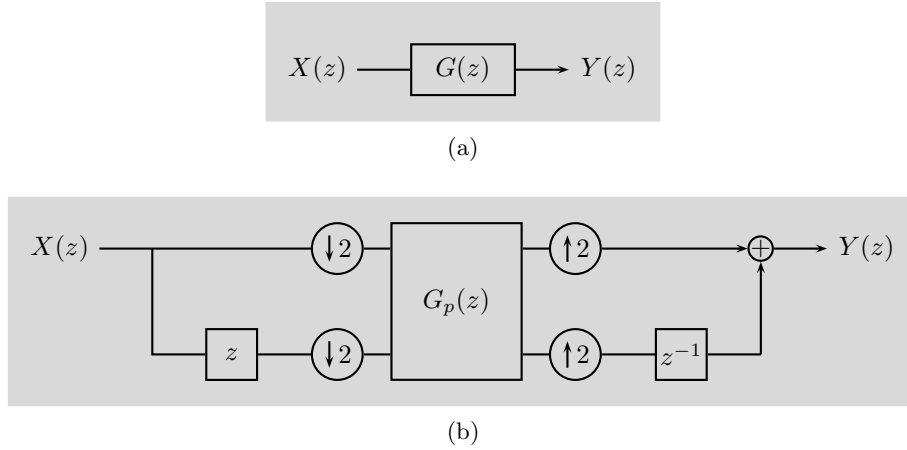 X(z) G(z) Y(z)
(a)
X(z) ↓2 G_p(z) ↑2 + Y(z)
z ↓2 ↑2 z^{-1}
(b)